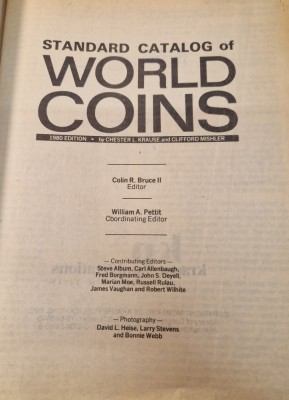 STANDARD CATALOG of
WORLD
COINS
1980 EDITION • by CHESTER L. KRAUSE and CLIFFORD MISHLER
Colin R. Bruce II
Editor
William A. Pettit
Coordinating Editor
— Contributing Editors —
Steve Album, Carl Allenbaugh,
Fred Borgmann, John S. Deyell,
Marian Moe, Russell Rulau,
James Vaughan and Robert Wilhite
— Photography —
David L. Heise, Larry Stevens
and Bonnie Webb